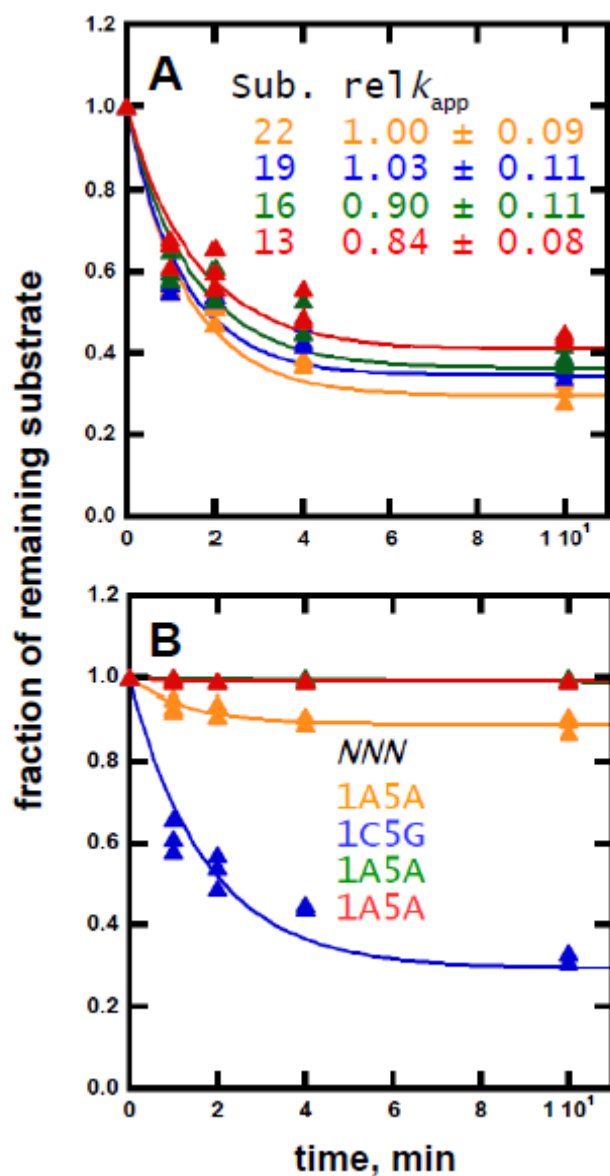 fraction of remaining substrate
1.2
1.0
0.8
0.6
0.4
0.2
0.0
A
Sub. rel kapp
22 1.00 ± 0.09
19 1.03 ± 0.11
16 0.90 ± 0.11
13 0.84 ± 0.08
0 2 4 6 8 1 10¹
1.2
1.0
0.8
0.6
0.4
0.2
0.0
B
NNN
1A5A
1C5G
1A5A
1A5A
0 2 4 6 8 1 10¹
time, min